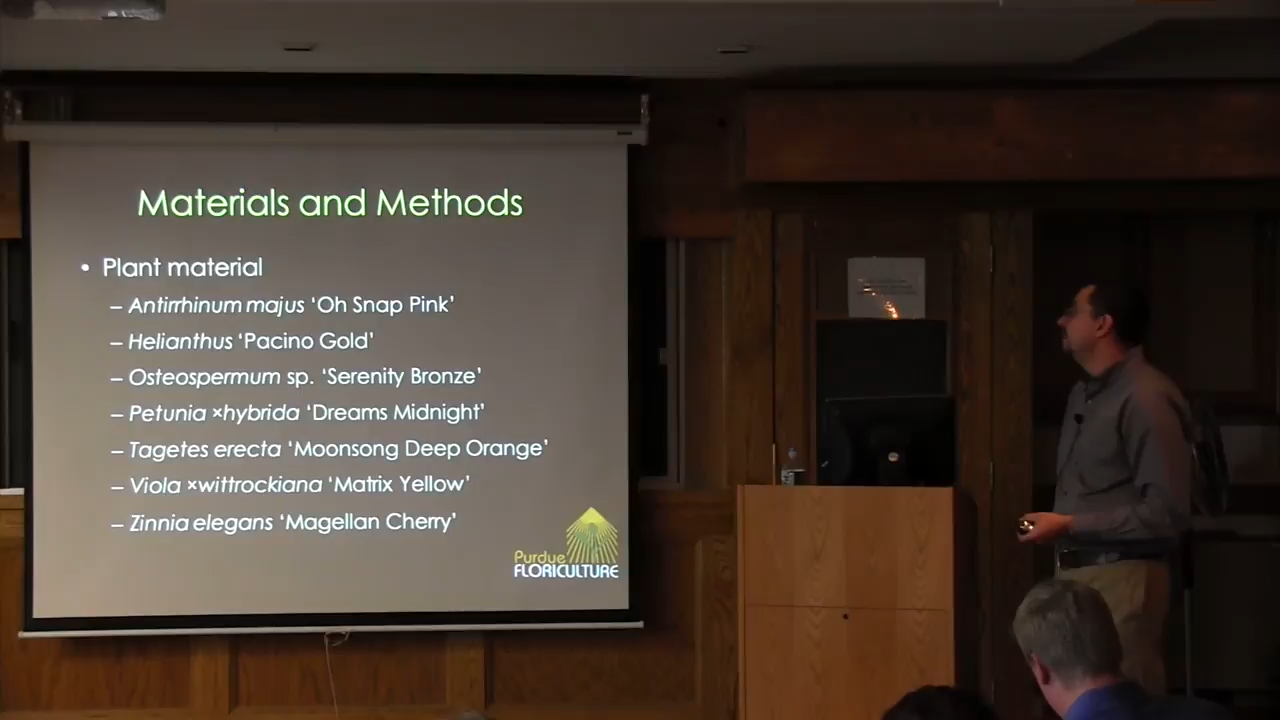 Materials and Methods
• Plant material
– Antirrhinum majus ‘Oh Snap Pink’
– Helianthus ‘Pacino Gold’
– Osteospermum sp. ‘Serenity Bronze’
– Petunia ×hybrida ‘Dreams Midnight’
– Tagetes erecta ‘Moonsong Deep Orange’
– Viola ×wittrockiana ‘Matrix Yellow’
– Zinnia elegans ‘Magellan Cherry’
Purdue
FLORICULTURE